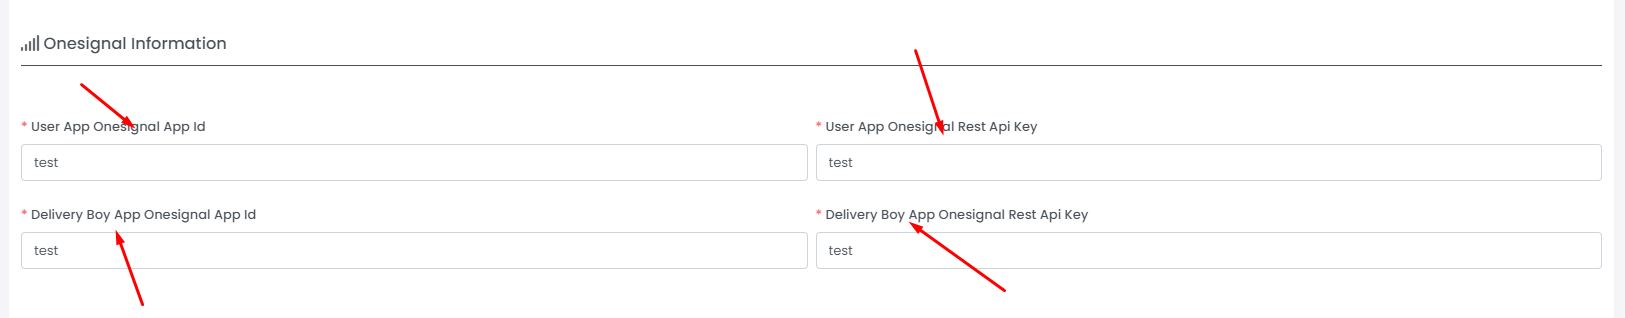 Onesignal Information
* User App Onesignal App Id
* User App Onesignal Rest Api Key
test
test
* Delivery Boy App Onesignal App Id
* Delivery Boy App Onesignal Rest Api Key
test
test